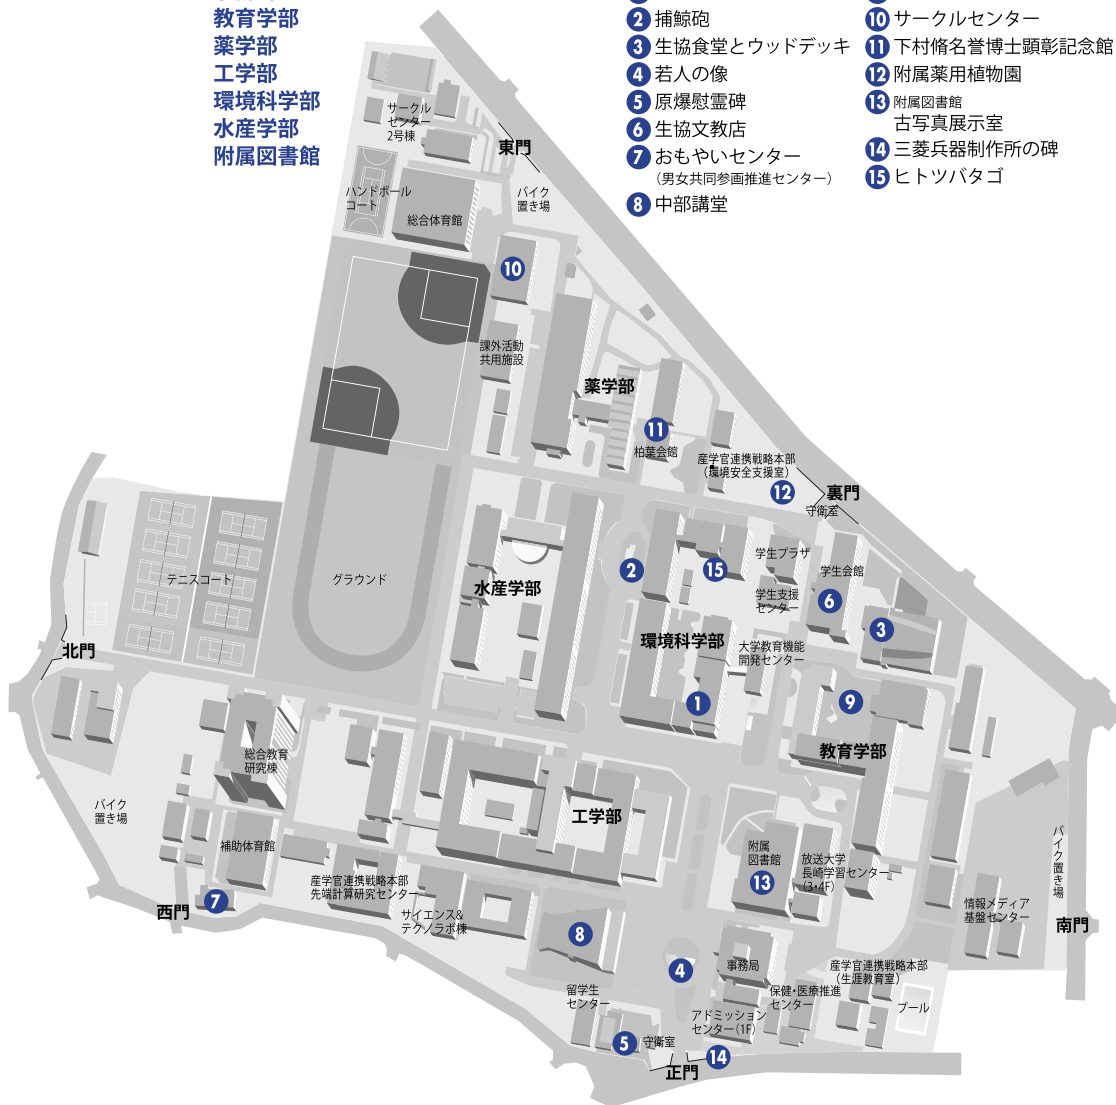 教育学部
薬学部
工学部
環境科学部
水産学部
附属図書館
2 捕鯨砲
3 生協食堂とウッドデッキ
4 若人の像
5 原爆慰霊碑
6 生協文教店
7 おもやいセンター
（男女共同参画推進センター）
8 中部講堂
10 サークルセンター
11 下村脩名誉博士顕彰記念館
12 附属薬用植物園
13 附属図書館
古写真展示室
14 三菱兵器制作所の碑
15 ヒトツバタゴ
サークル
センター
2号棟
東門
ハンドボール
コート
総合体育館
バイク
置き場
10
課外活動
共用施設
薬学部
11
柏葉会館
産学官連携戦略本部
（環境安全支援室）
12
裏門
守衛室
テニスコート
グラウンド
水産学部
2
15
学生プラザ
学生会館
学生支援
センター
6
3
環境科学部
大学教育機能
開発センター
北門
1
9
教育学部
総合教育
研究棟
バイク
置き場
工学部
補助体育館
附属
図書館
13
放送大学
長崎学習センター
（3・4F）
バイク置き場
産学官連携戦略本部
先端計算研究センター
7
西門
サイエンス&
テクノラボ棟
8
情報メディア
基盤センター
南門
4
事務局
産学官連携戦略本部
（生涯教育室）
留学生
センター
保健・医療推進
センター
プール
アドミッション
センター（1F）
5
守衛室
14
正門